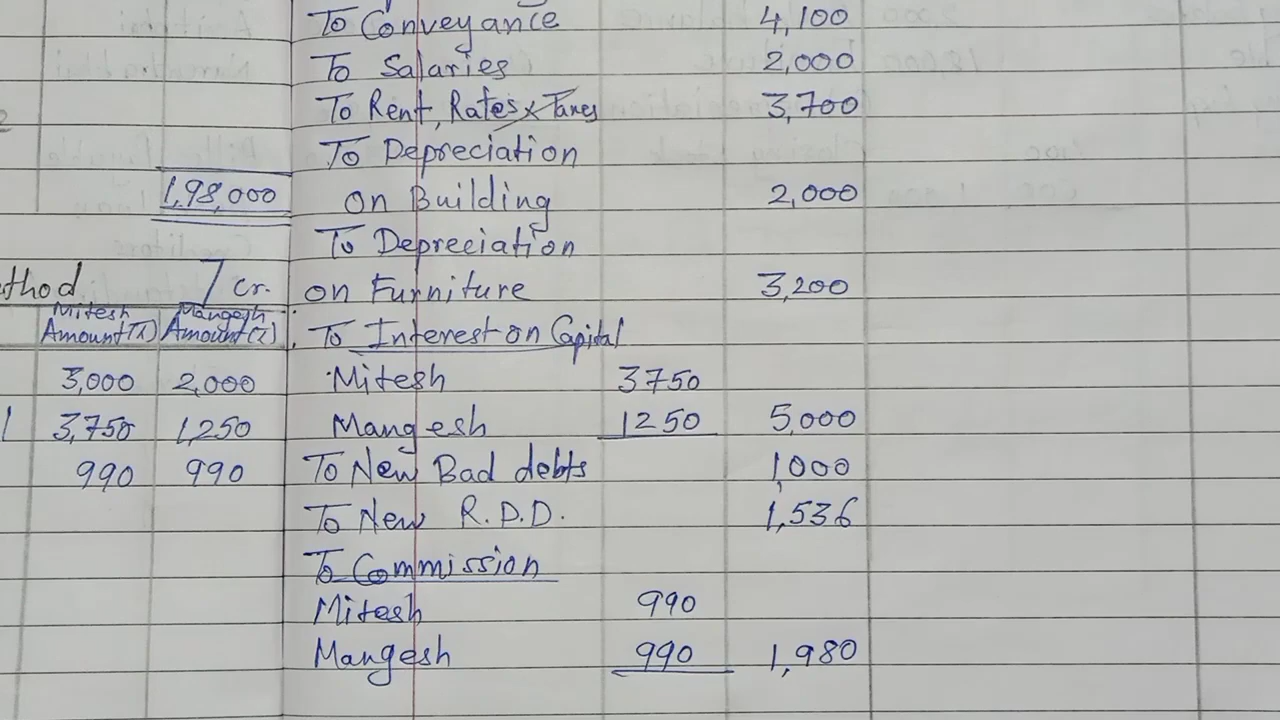 1,98,000
thod
Cr.
Mitesh Mangesh
Amount(₹) Amount(₹)
3,000 2,000
3,750 1,250
990 990
To Conveyance 4,100
To Salaries 2,000
To Rent, Rates & Taxes 3,700
To Depreciation
on Building 2,000
To Depreciation
on Furniture 3,200
To Interest on Capital
Mitesh 3750
Mangesh 1250 5,000
To New Bad debts 1,000
To New R.D.D. 1,536
To Commission
Mitesh 990
Mangesh 990 1,980